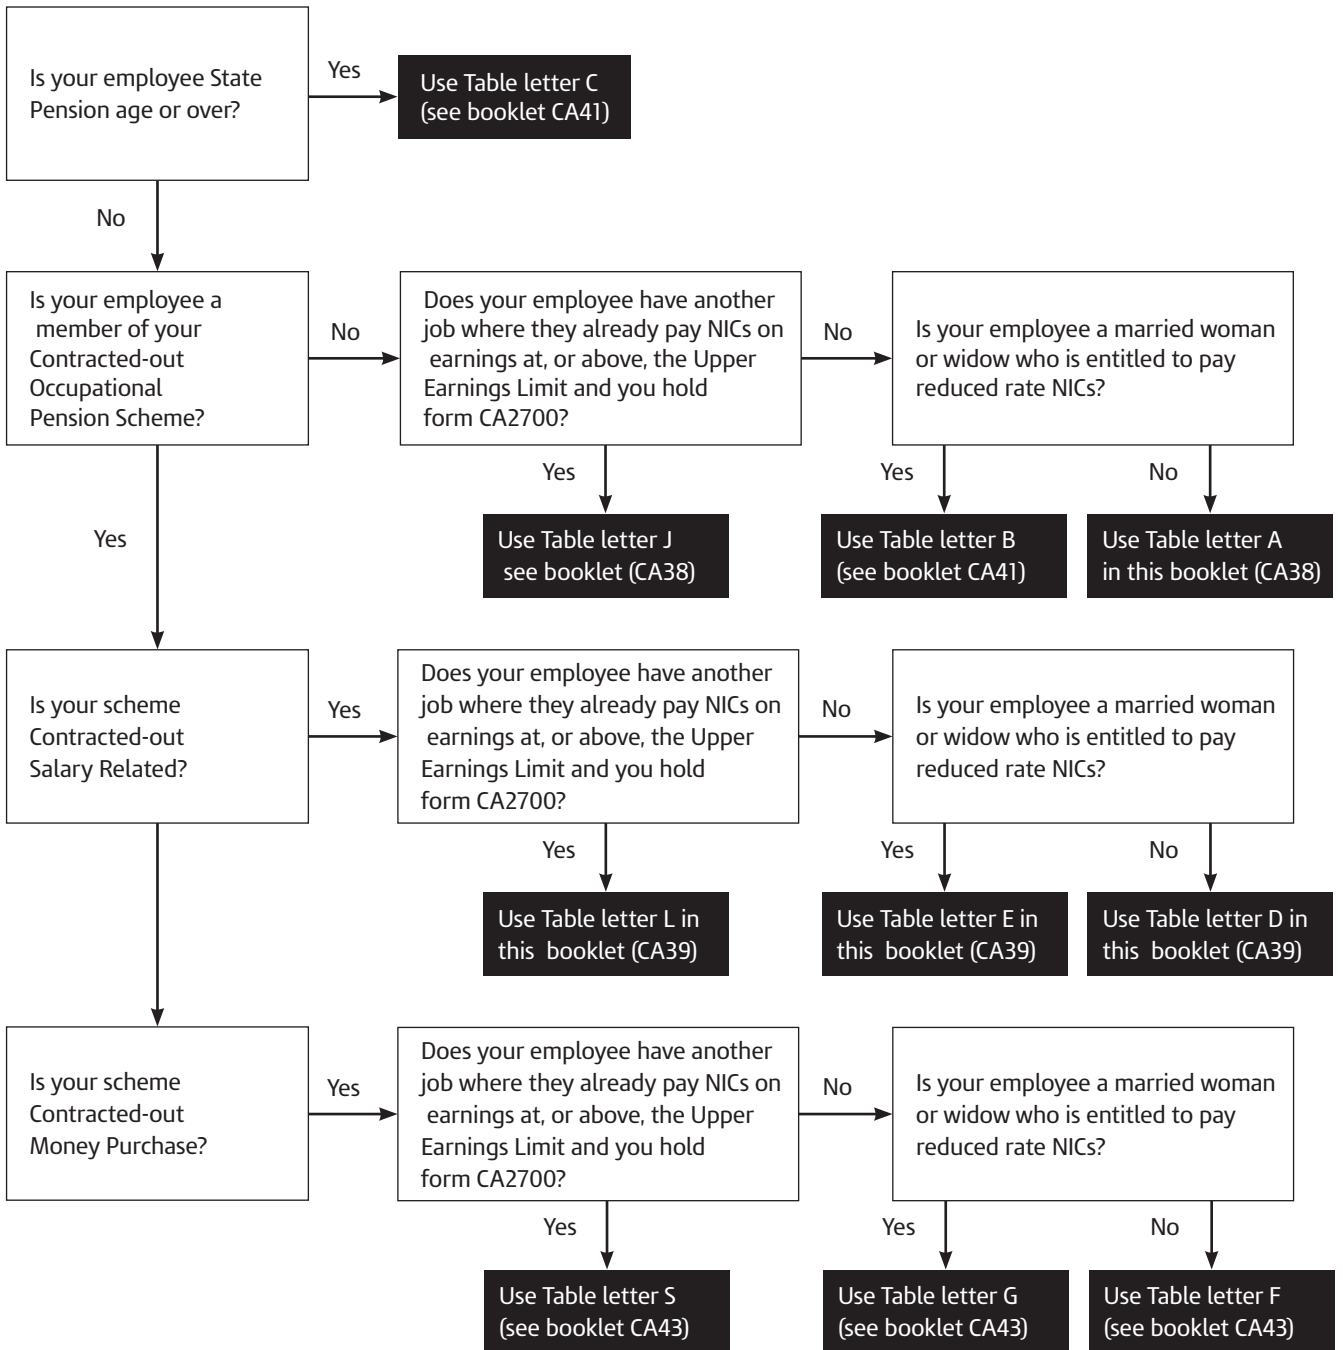 Is your employee State
Pension age or over?
Yes
Use Table letter C
(see booklet CA41)
No
Is your employee a
member of your
Contracted-out
Occupational
Pension Scheme?
No
Does your employee have another
job where they already pay NICs on
earnings at, or above, the Upper
Earnings Limit and you hold
form CA2700?
No
Is your employee a married woman
or widow who is entitled to pay
reduced rate NICs?
Yes
Yes
Use Table letter J
see booklet (CA38)
Yes
Use Table letter B
(see booklet CA41)
No
Use Table letter A
in this booklet (CA38)
Is your scheme
Contracted-out
Salary Related?
Yes
Does your employee have another
job where they already pay NICs on
earnings at, or above, the Upper
Earnings Limit and you hold
form CA2700?
No
Is your employee a married woman
or widow who is entitled to pay
reduced rate NICs?
Yes
Use Table letter L in
this booklet (CA39)
Yes
Use Table letter E in
this booklet (CA39)
No
Use Table letter D in
this booklet (CA39)
Is your scheme
Contracted-out
Money Purchase?
Yes
Does your employee have another
job where they already pay NICs on
earnings at, or above, the Upper
Earnings Limit and you hold
form CA2700?
No
Is your employee a married woman
or widow who is entitled to pay
reduced rate NICs?
Yes
Use Table letter S
(see booklet CA43)
Yes
Use Table letter G
(see booklet CA43)
No
Use Table letter F
(see booklet CA43)